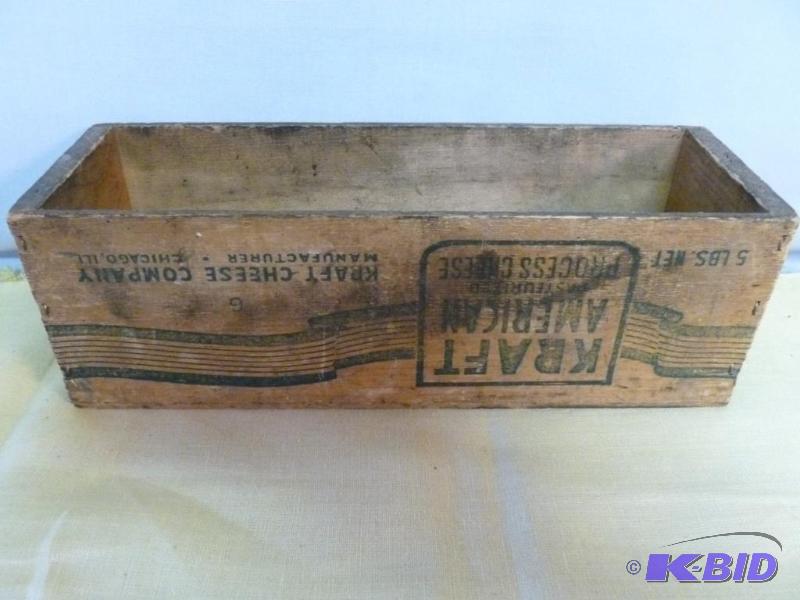 5 LBS. NET
KRAFT
AMERICAN
PASTEURIZED
PROCESS CHEESE
G
KRAFT CHEESE COMPANY
MANUFACTURER • CHICAGO, ILL.
© K-BID